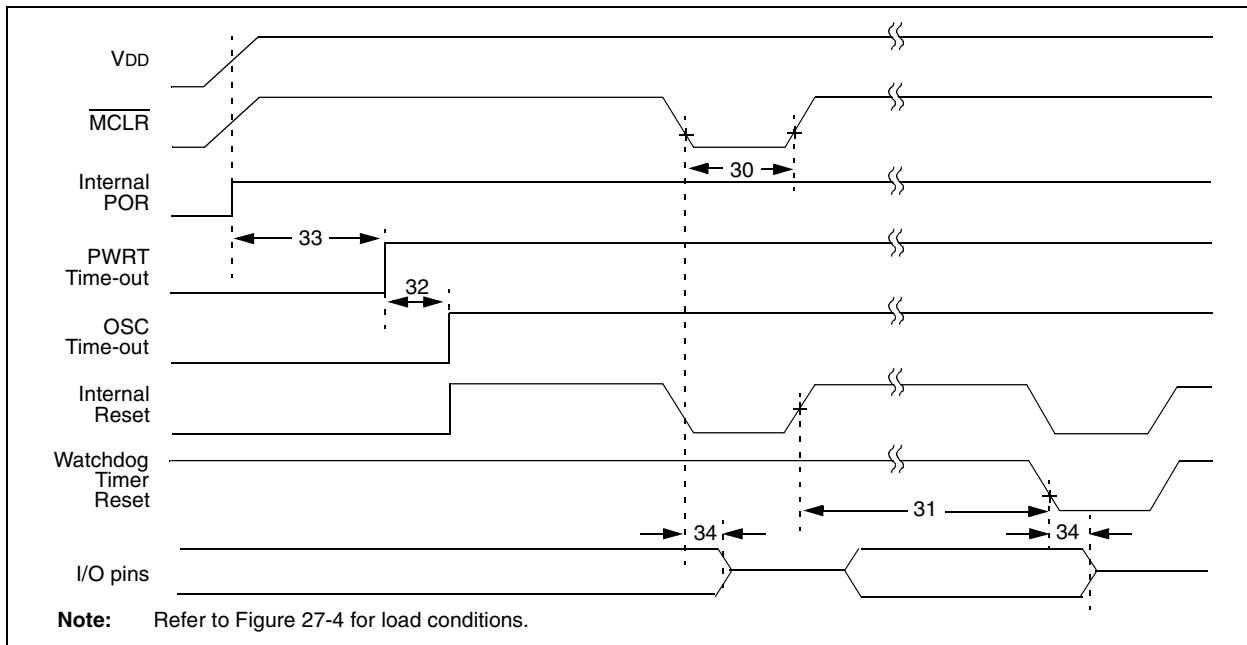 VDD
MCLR
30
Internal
POR
33
PWRT
Time-out
32
OSC
Time-out
Internal
Reset
Watchdog
Timer
Reset
31
34
34
I/O pins
Note: Refer to Figure 27-4 for load conditions.